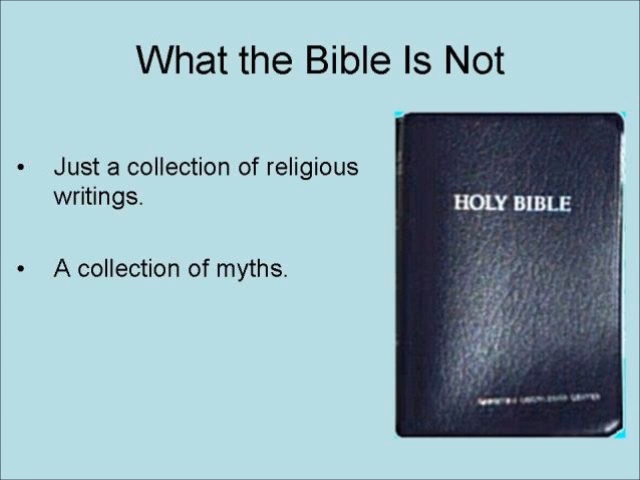 What the Bible Is Not
• Just a collection of religious
writings.
• A collection of myths.
HOLY BIBLE